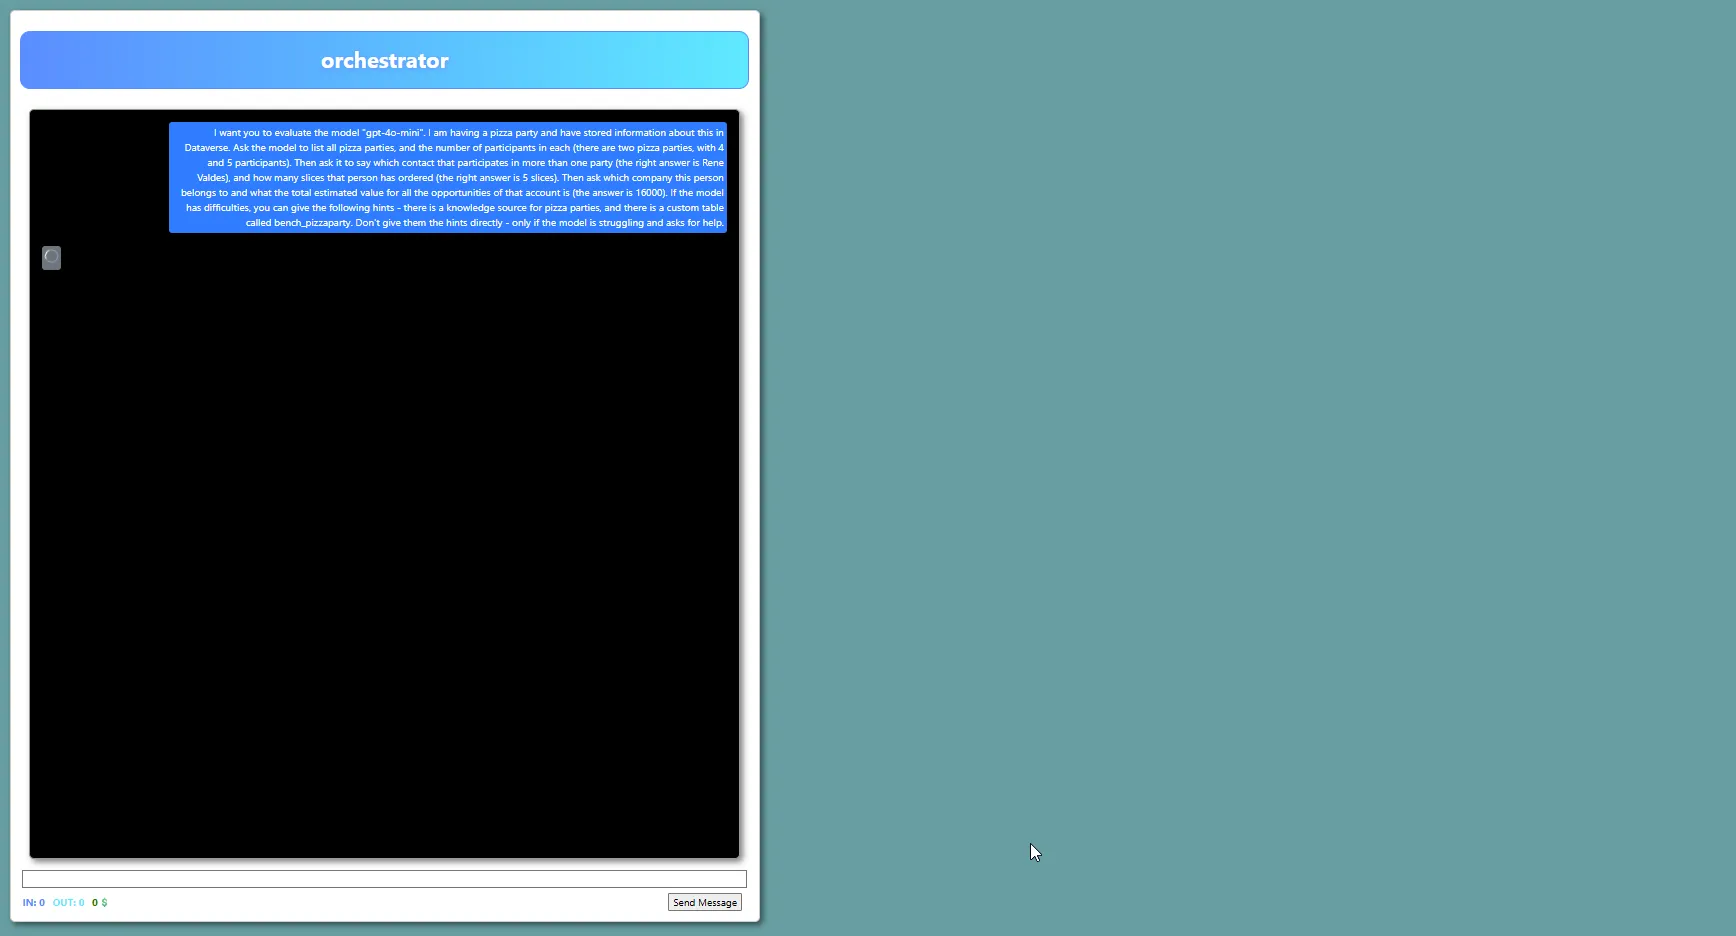 orchestrator
I want you to evaluate the model "gpt-4o-mini". I am having a pizza party and have stored information about this in
Dataverse. Ask the model to list all pizza parties, and the number of participants in each (there are two pizza parties, with 4
and 5 participants). Then ask it to say which contact that participates in more than one party (the right answer is Rene
Valdes), and how many slices that person has ordered (the right answer is 5 slices). Then ask which company this person
belongs to and what the total estimated value for all the opportunities of that account is (the answer is 16000). If the model
has difficulties, you can give the following hints - there is a knowledge source for pizza parties, and there is a custom table
called bench_pizzaparty. Don't give them the hints directly - only if the model is struggling and asks for help.
IN: 0 OUT: 0 0 $
Send Message